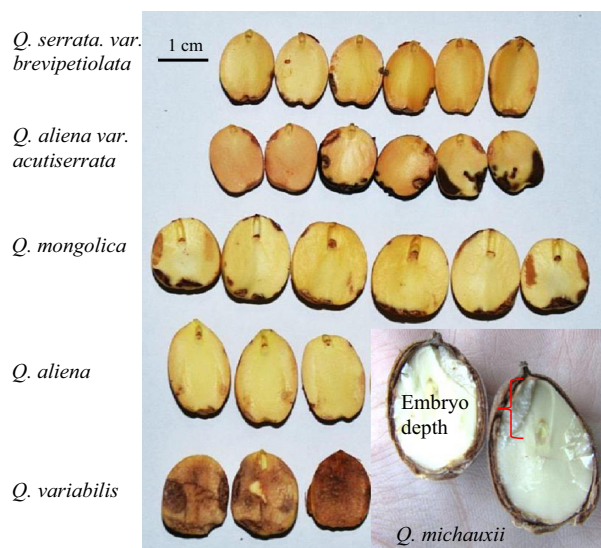 Q. serrata. var.
brevipetiolata
1 cm
Q. aliena var.
acutiserrata
Q. mongolica
Q. aliena
Embryo
depth
Q. variabilis
Q. michauxii